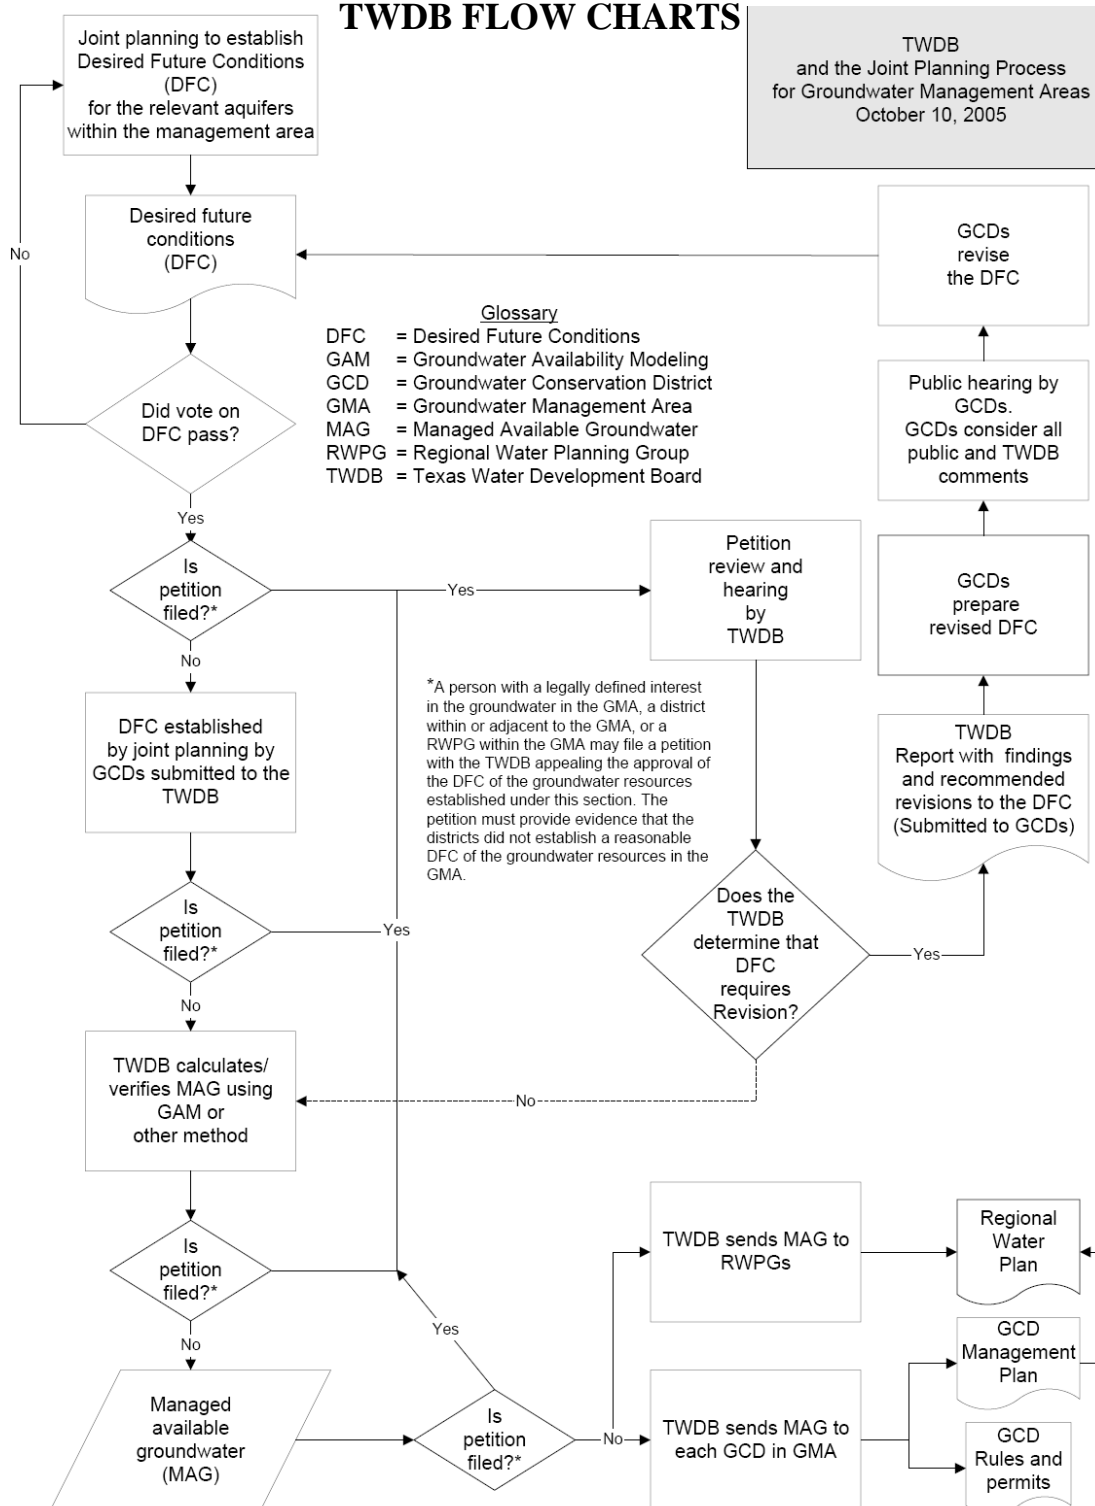 TWDB FLOW CHARTS
TWDB
and the Joint Planning Process
for Groundwater Management Areas
October 10, 2005
Joint planning to establish
Desired Future Conditions
(DFC)
for the relevant aquifers
within the management area
Desired future
conditions
(DFC)
No
GCDs
revise
the DFC
Glossary
DFC = Desired Future Conditions
GAM = Groundwater Availability Modeling
GCD = Groundwater Conservation District
GMA = Groundwater Management Area
MAG = Managed Available Groundwater
RWPG = Regional Water Planning Group
TWDB = Texas Water Development Board
Did vote on
DFC pass?
Public hearing by
GCDs.
GCDs consider all
public and TWDB
comments
Yes
Is
petition
filed?*
Yes
Petition
review and
hearing
by
TWDB
GCDs
prepare
revised DFC
No
*A person with a legally defined interest
in the groundwater in the GMA, a district
within or adjacent to the GMA, or a
RWPG within the GMA may file a petition
with the TWDB appealing the approval of
the DFC of the groundwater resources
established under this section. The
petition must provide evidence that the
districts did not establish a reasonable
DFC of the groundwater resources in the
GMA.
DFC established
by joint planning by
GCDs submitted to the
TWDB
TWDB
Report with findings
and recommended
revisions to the DFC
(Submitted to GCDs)
Is
petition
filed?*
Yes
Does the
TWDB
determine that
DFC
requires
Revision?
Yes
No
TWDB calculates/
verifies MAG using
GAM or
other method
No
Is
petition
filed?*
TWDB sends MAG to
RWPGs
Regional
Water
Plan
No
Yes
GCD
Management
Plan
Managed
available
groundwater
(MAG)
Is
petition
filed?*
No
TWDB sends MAG to
each GCD in GMA
GCD
Rules and
permits